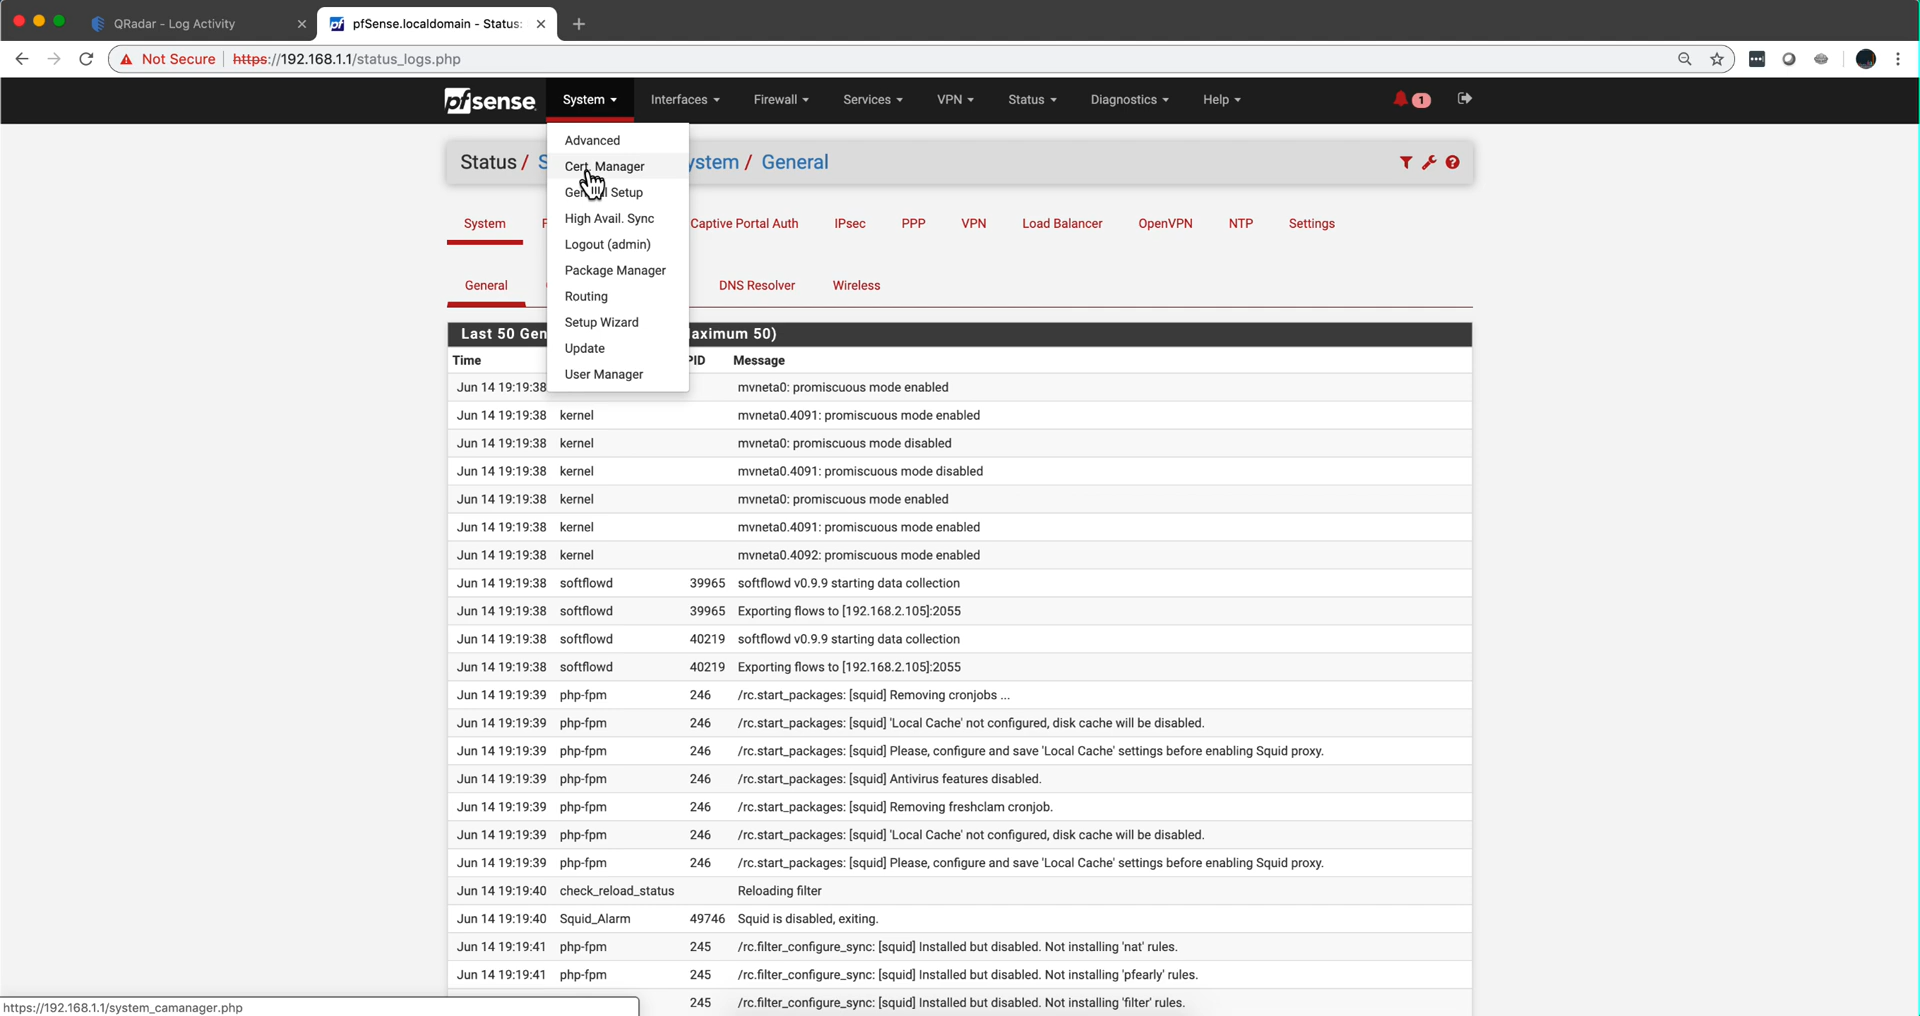 QRadar - Log Activity
pfSense.localdomain - Status:
Not Secure https://192.168.1.1/status_logs.php
pfsense System Interfaces Firewall Services VPN Status Diagnostics Help 1
Advanced
Cert. Manager
General Setup
High Avail. Sync
Logout (admin)
Package Manager
Routing
Setup Wizard
Update
User Manager
Status / S ystem / General
System F Captive Portal Auth IPsec PPP VPN Load Balancer OpenVPN NTP Settings
General DNS Resolver Wireless
Last 50 Gen aximum 50)
Time PID Message
Jun 14 19:19:38 mvneta0: promiscuous mode enabled
Jun 14 19:19:38 kernel mvneta0.4091: promiscuous mode enabled
Jun 14 19:19:38 kernel mvneta0: promiscuous mode disabled
Jun 14 19:19:38 kernel mvneta0.4091: promiscuous mode disabled
Jun 14 19:19:38 kernel mvneta0: promiscuous mode enabled
Jun 14 19:19:38 kernel mvneta0.4091: promiscuous mode enabled
Jun 14 19:19:38 kernel mvneta0.4092: promiscuous mode enabled
Jun 14 19:19:38 softflowd 39965 softflowd v0.9.9 starting data collection
Jun 14 19:19:38 softflowd 39965 Exporting flows to [192.168.2.105]:2055
Jun 14 19:19:38 softflowd 40219 softflowd v0.9.9 starting data collection
Jun 14 19:19:38 softflowd 40219 Exporting flows to [192.168.2.105]:2055
Jun 14 19:19:39 php-fpm 246 /rc.start_packages: [squid] Removing cronjobs ...
Jun 14 19:19:39 php-fpm 246 /rc.start_packages: [squid] 'Local Cache' not configured, disk cache will be disabled.
Jun 14 19:19:39 php-fpm 246 /rc.start_packages: [squid] Please, configure and save 'Local Cache' settings before enabling Squid proxy.
Jun 14 19:19:39 php-fpm 246 /rc.start_packages: [squid] Antivirus features disabled.
Jun 14 19:19:39 php-fpm 246 /rc.start_packages: [squid] Removing freshclam cronjob.
Jun 14 19:19:39 php-fpm 246 /rc.start_packages: [squid] 'Local Cache' not configured, disk cache will be disabled.
Jun 14 19:19:39 php-fpm 246 /rc.start_packages: [squid] Please, configure and save 'Local Cache' settings before enabling Squid proxy.
Jun 14 19:19:40 check_reload_status Reloading filter
Jun 14 19:19:40 Squid_Alarm 49746 Squid is disabled, exiting.
Jun 14 19:19:41 php-fpm 245 /rc.filter_configure_sync: [squid] Installed but disabled. Not installing 'nat' rules.
Jun 14 19:19:41 php-fpm 245 /rc.filter_configure_sync: [squid] Installed but disabled. Not installing 'pfearly' rules.
245 /rc.filter_configure_sync: [squid] Installed but disabled. Not installing 'filter' rules.
https://192.168.1.1/system_camanager.php